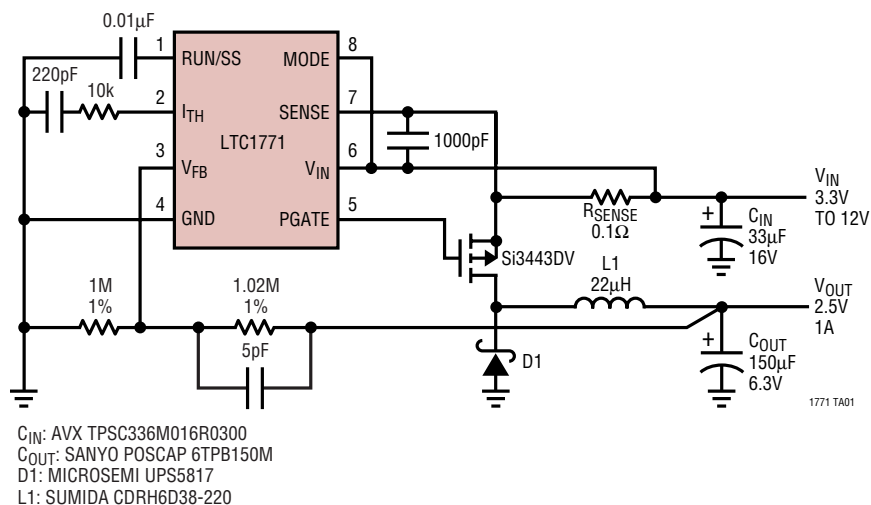 0.01µF
1
RUN/SS
MODE
8
220pF
10k
2
ITH
SENSE
7
LTC1771
1000pF
3
VFB
VIN
6
4
GND
PGATE
5
RSENSE
0.1Ω
VIN
3.3V
TO 12V
+
CIN
33µF
16V
Si3443DV
L1
22µH
1M
1%
1.02M
1%
5pF
D1
VOUT
2.5V
1A
+
COUT
150µF
6.3V
1771 TA01
CIN: AVX TPSC336M016R0300
COUT: SANYO POSCAP 6TPB150M
D1: MICROSEMI UPS5817
L1: SUMIDA CDRH6D38-220